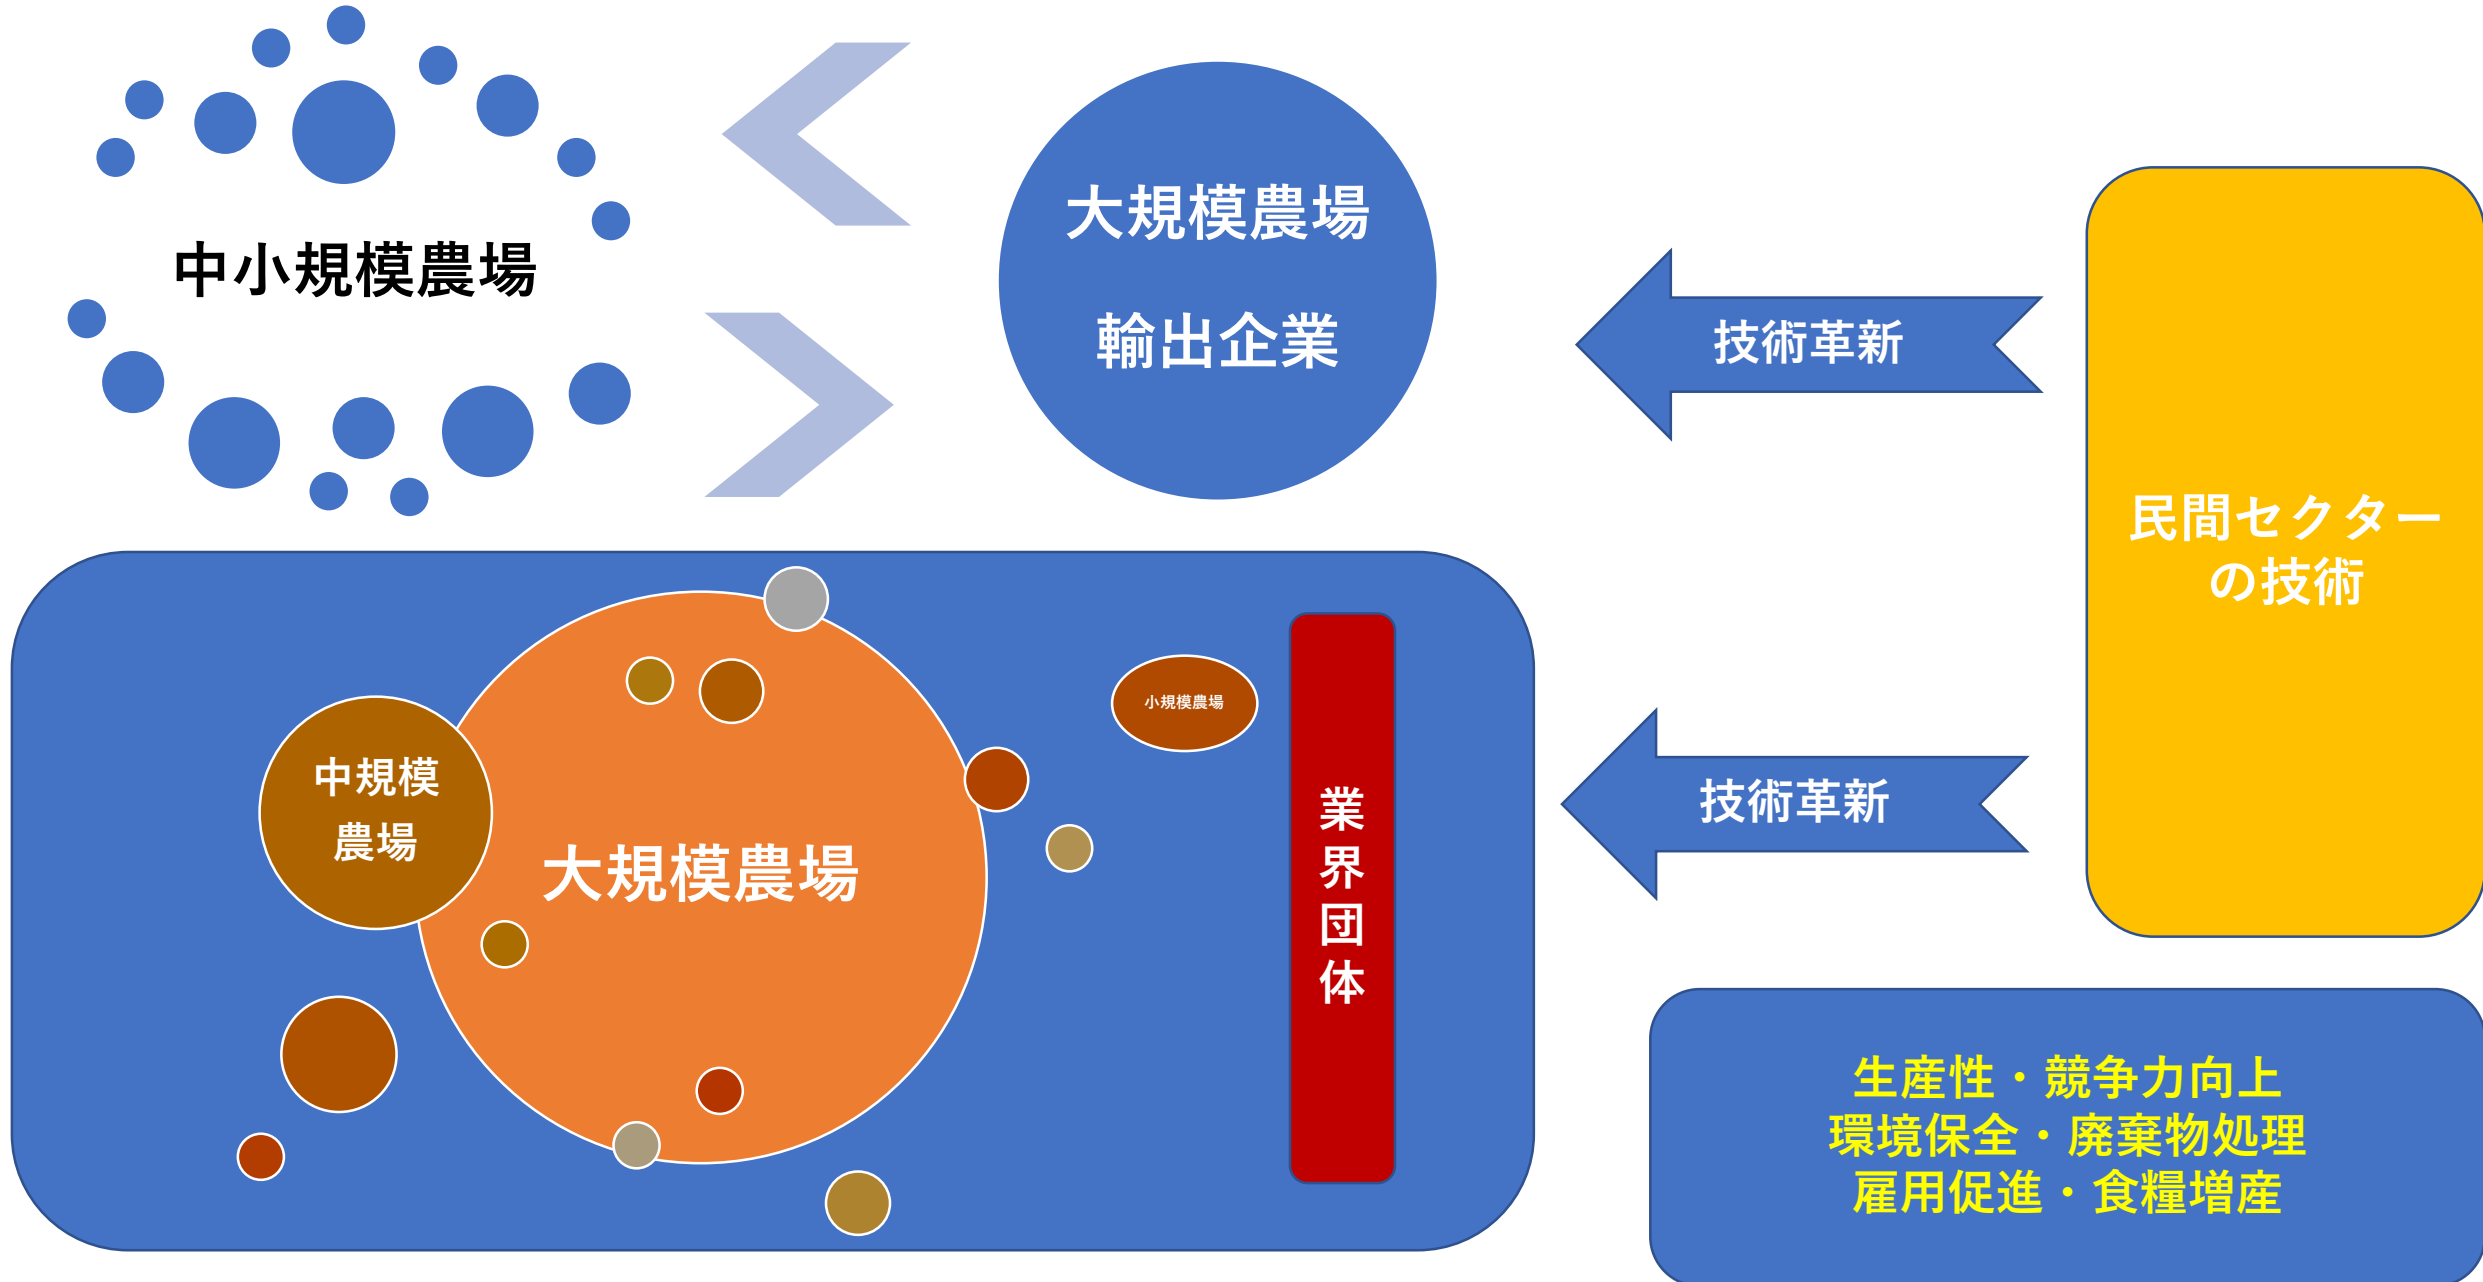 中小規模農場
大規模農場
輸出企業
技術革新
民間セクター
の技術
中規模
農場
大規模農場
小規模農場
業
界
団
体
技術革新
生産性・競争力向上
環境保全・廃棄物処理
雇用促進・食糧増産